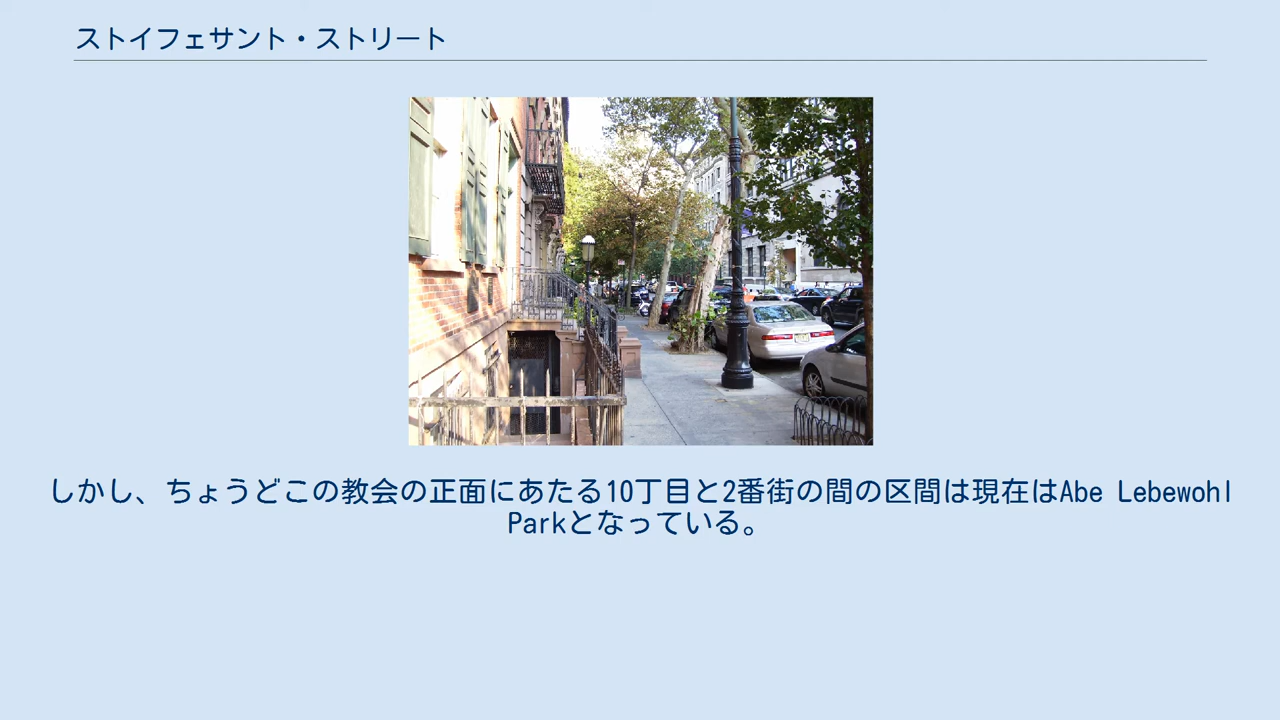 ストイフェサント・ストリート
しかし、ちょうどこの教会の正面にあたる10丁目と2番街の間の区間は現在はAbe Lebewohl
Parkとなっている。